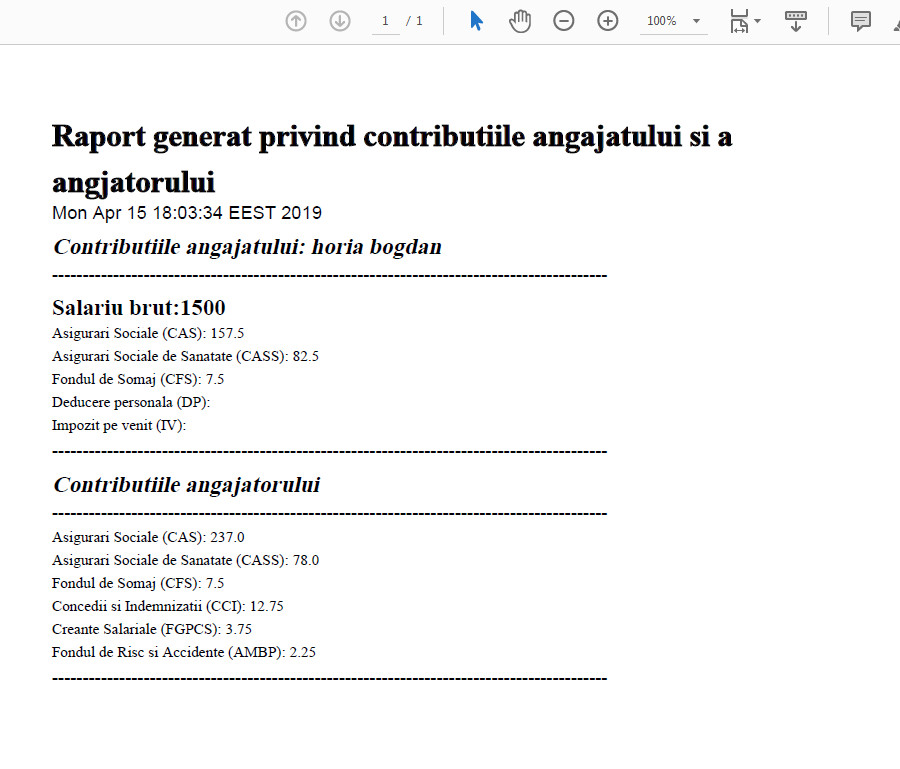 1 / 1 100%
Raport generat privind contributiile angajatului si a
angjatorului
Mon Apr 15 18:03:34 EEST 2019
Contributiile angajatului: horia bogdan
------------------------------------------------------------------------------------------
Salariu brut:1500
Asigurari Sociale (CAS): 157.5
Asigurari Sociale de Sanatate (CASS): 82.5
Fondul de Somaj (CFS): 7.5
Deducere personala (DP):
Impozit pe venit (IV):
------------------------------------------------------------------------------------------
Contributiile angajatorului
------------------------------------------------------------------------------------------
Asigurari Sociale (CAS): 237.0
Asigurari Sociale de Sanatate (CASS): 78.0
Fondul de Somaj (CFS): 7.5
Concedii si Indemnizatii (CCI): 12.75
Creante Salariale (FGPCS): 3.75
Fondul de Risc si Accidente (AMBP): 2.25
------------------------------------------------------------------------------------------